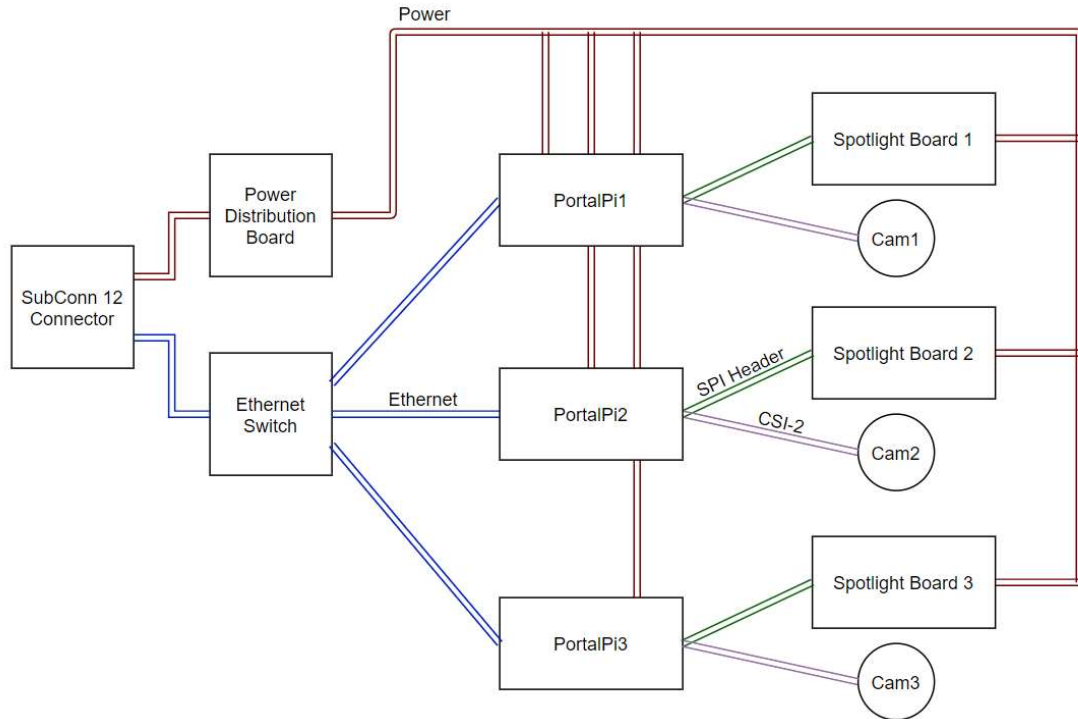 Power
Spotlight Board 1
Power
Distribution
Board
PortalPi1
Cam1
SubConn 12
Connector
Spotlight Board 2
SPI Header
Ethernet
Switch
Ethernet
PortalPi2
CSI-2
Cam2
Spotlight Board 3
PortalPi3
Cam3